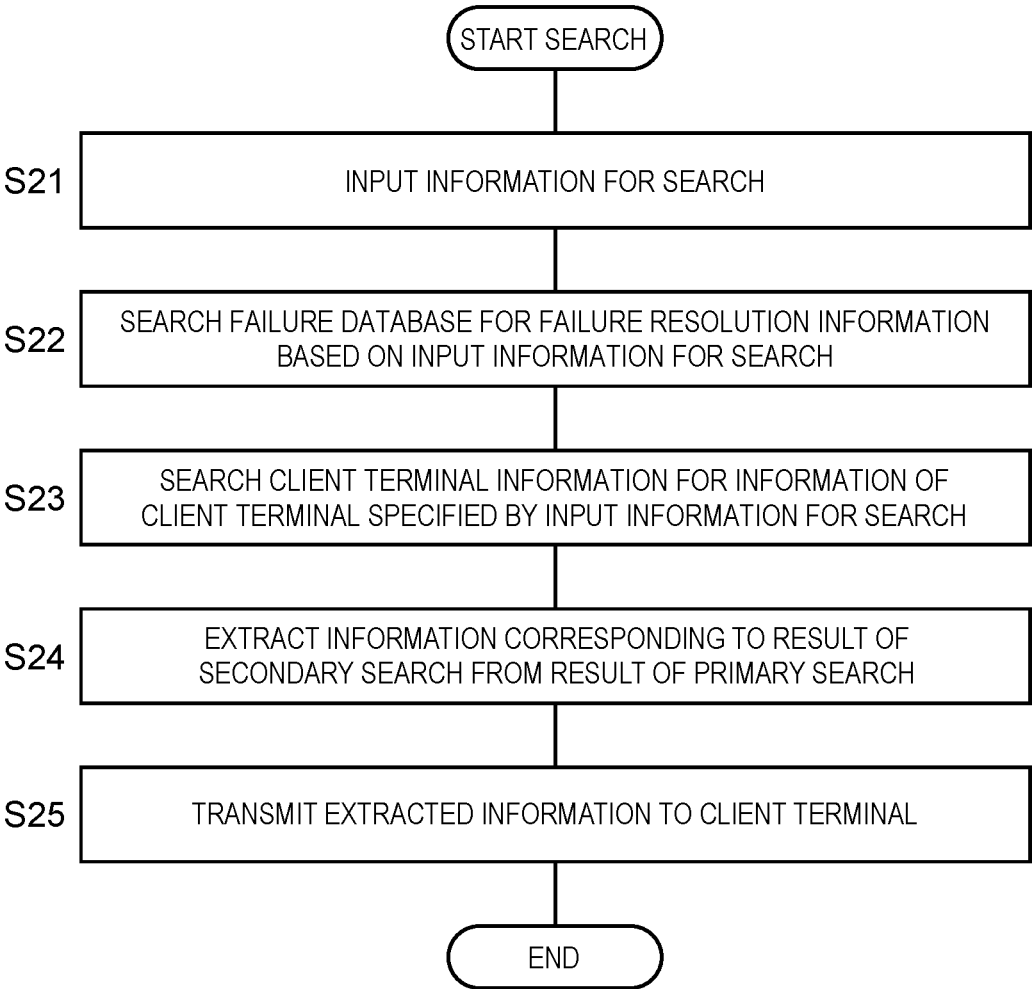 START SEARCH
S21
INPUT INFORMATION FOR SEARCH
S22
SEARCH FAILURE DATABASE FOR FAILURE RESOLUTION INFORMATION
BASED ON INPUT INFORMATION FOR SEARCH
S23
SEARCH CLIENT TERMINAL INFORMATION FOR INFORMATION OF
CLIENT TERMINAL SPECIFIED BY INPUT INFORMATION FOR SEARCH
S24
EXTRACT INFORMATION CORRESPONDING TO RESULT OF
SECONDARY SEARCH FROM RESULT OF PRIMARY SEARCH
S25
TRANSMIT EXTRACTED INFORMATION TO CLIENT TERMINAL
END